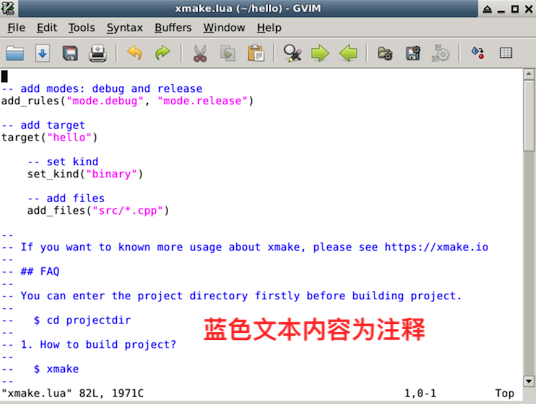 xmake.lua (~/hello) - GVIM
File Edit Tools Syntax Buffers Window Help
-- add modes: debug and release
add_rules("mode.debug", "mode.release")
-- add target
target("hello")
-- set kind
set_kind("binary")
-- add files
add_files("src/*.cpp")
--
-- If you want to known more usage about xmake, please see https://xmake.io
--
-- ## FAQ
--
-- You can enter the project directory firstly before building project.
--
--   $ cd projectdir
蓝色文本内容为注释
--
-- 1. How to build project?
--
--   $ xmake
--
"xmake.lua" 82L, 1971C 1,0-1 Top